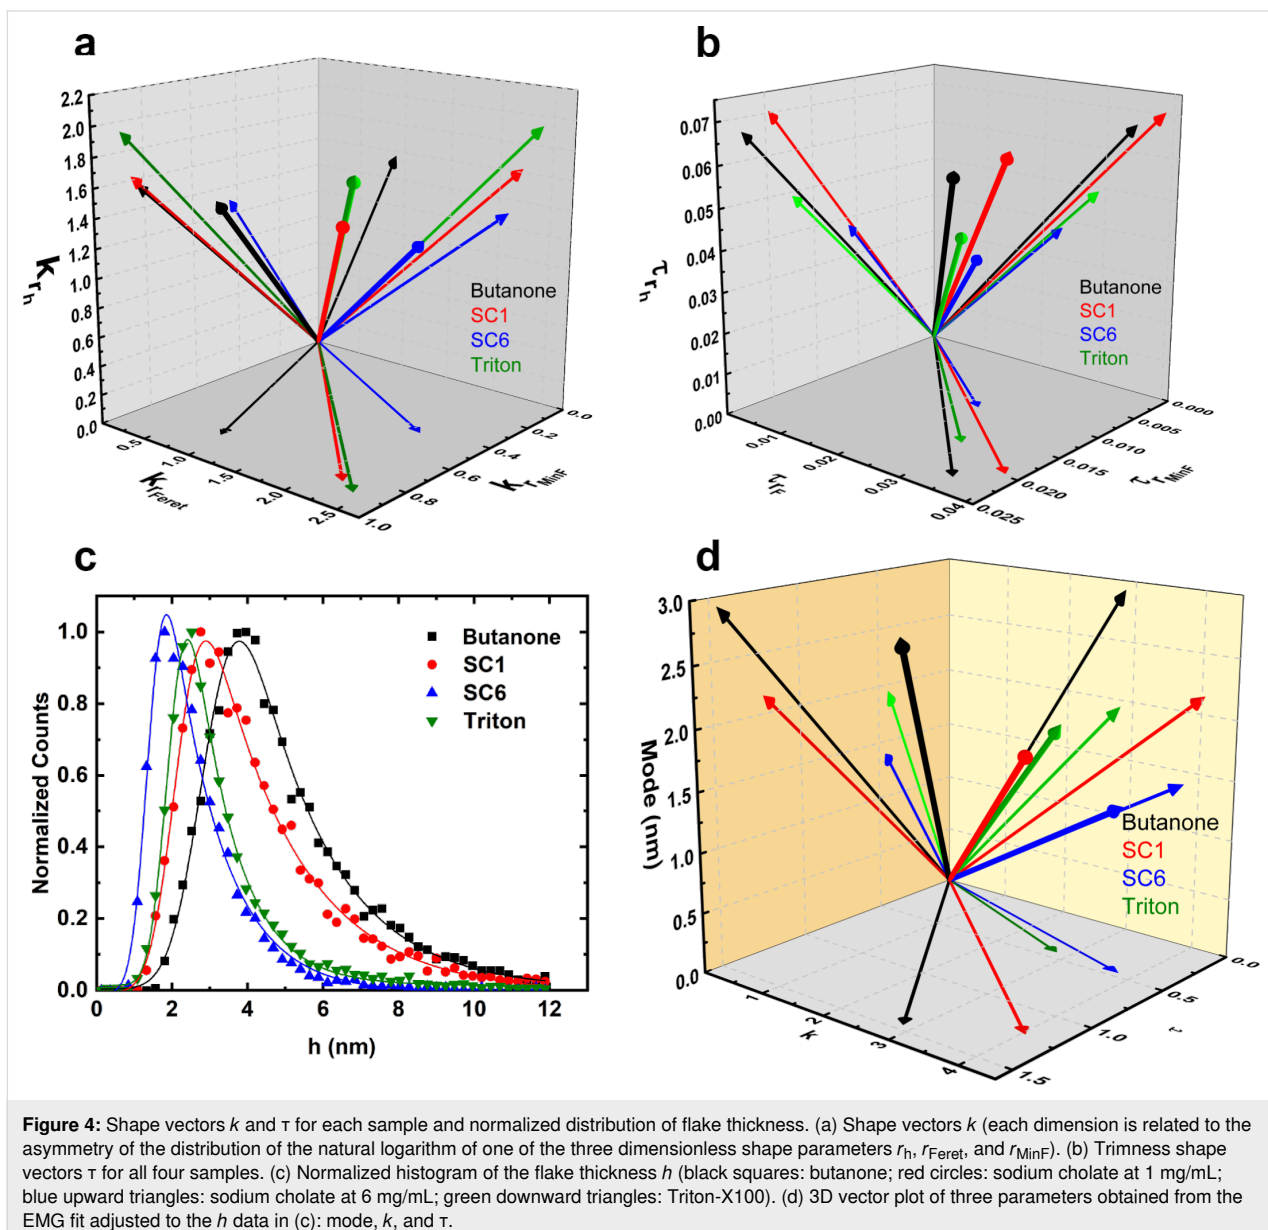 a
2.2
2.0
1.8
1.6
1.4
1.2
1.0
0.8
0.6
0.4
0.2
0.0
k rh
0.5
1.0
1.5
2.0
2.5
k rFeret
0.0
0.2
0.4
0.6
0.8
1.0
k rMinF
Butanone
SC1
SC6
Triton
b
0.07
0.06
0.05
0.04
0.03
0.02
0.01
0.00
τ rh
0.01
0.02
0.03
0.04
τ rF
0.000
0.005
0.010
0.015
0.020
0.025
τ rMinF
Butanone
SC1
SC6
Triton
c
1.0
0.8
0.6
0.4
0.2
0.0
Normalized Counts
0 2 4 6 8 10 12
h (nm)
Butanone
SC1
SC6
Triton
d
3.0
2.5
2.0
1.5
1.0
0.5
0.0
Mode (nm)
1
2
3
4
k
0.0
0.5
1.0
1.5
τ
Butanone
SC1
SC6
Triton
Figure 4: Shape vectors k and τ for each sample and normalized distribution of flake thickness. (a) Shape vectors k (each dimension is related to the
asymmetry of the distribution of the natural logarithm of one of the three dimensionless shape parameters rh, rFeret, and rMinF). (b) Trimness shape
vectors τ for all four samples. (c) Normalized histogram of the flake thickness h (black squares: butanone; red circles: sodium cholate at 1 mg/mL;
blue upward triangles: sodium cholate at 6 mg/mL; green downward triangles: Triton-X100). (d) 3D vector plot of three parameters obtained from the
EMG fit adjusted to the h data in (c): mode, k, and τ.